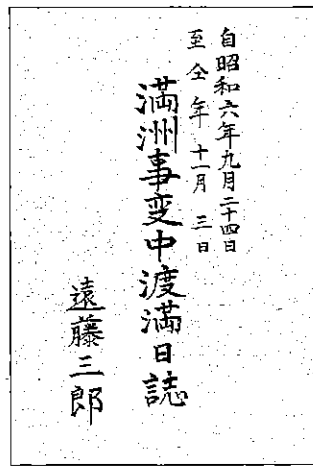 自昭和六年九月二十四日
至仝年十一月三日
満洲事変中渡満日誌
遠藤三郎